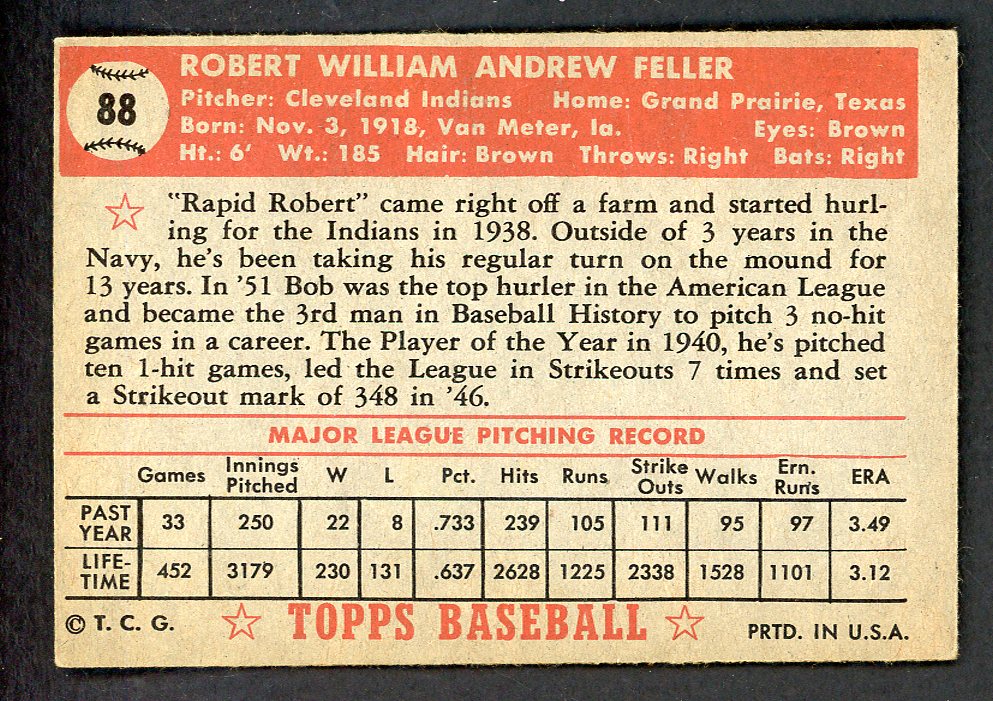 88
ROBERT WILLIAM ANDREW FELLER
Pitcher: Cleveland Indians Home: Grand Prairie, Texas
Born: Nov. 3, 1918, Van Meter, Ia. Eyes: Brown
Ht.: 6' Wt.: 185 Hair: Brown Throws: Right Bats: Right
"Rapid Robert" came right off a farm and started hurl-
ing for the Indians in 1938. Outside of 3 years in the
Navy, he's been taking his regular turn on the mound for
13 years. In '51 Bob was the top hurler in the American League
and became the 3rd man in Baseball History to pitch 3 no-hit
games in a career. The Player of the Year in 1940, he's pitched
ten 1-hit games, led the League in Strikeouts 7 times and set
a Strikeout mark of 348 in '46.
MAJOR LEAGUE PITCHING RECORD
Games Innings Pitched W L Pct. Hits Runs Strike Outs Walks Ern. Runs ERA
PAST YEAR 33 250 22 8 .733 239 105 111 95 97 3.49
LIFE-TIME 452 3179 230 131 .637 2628 1225 2338 1528 1101 3.12
© T. C. G. TOPPS BASEBALL PRTD. IN U.S.A.